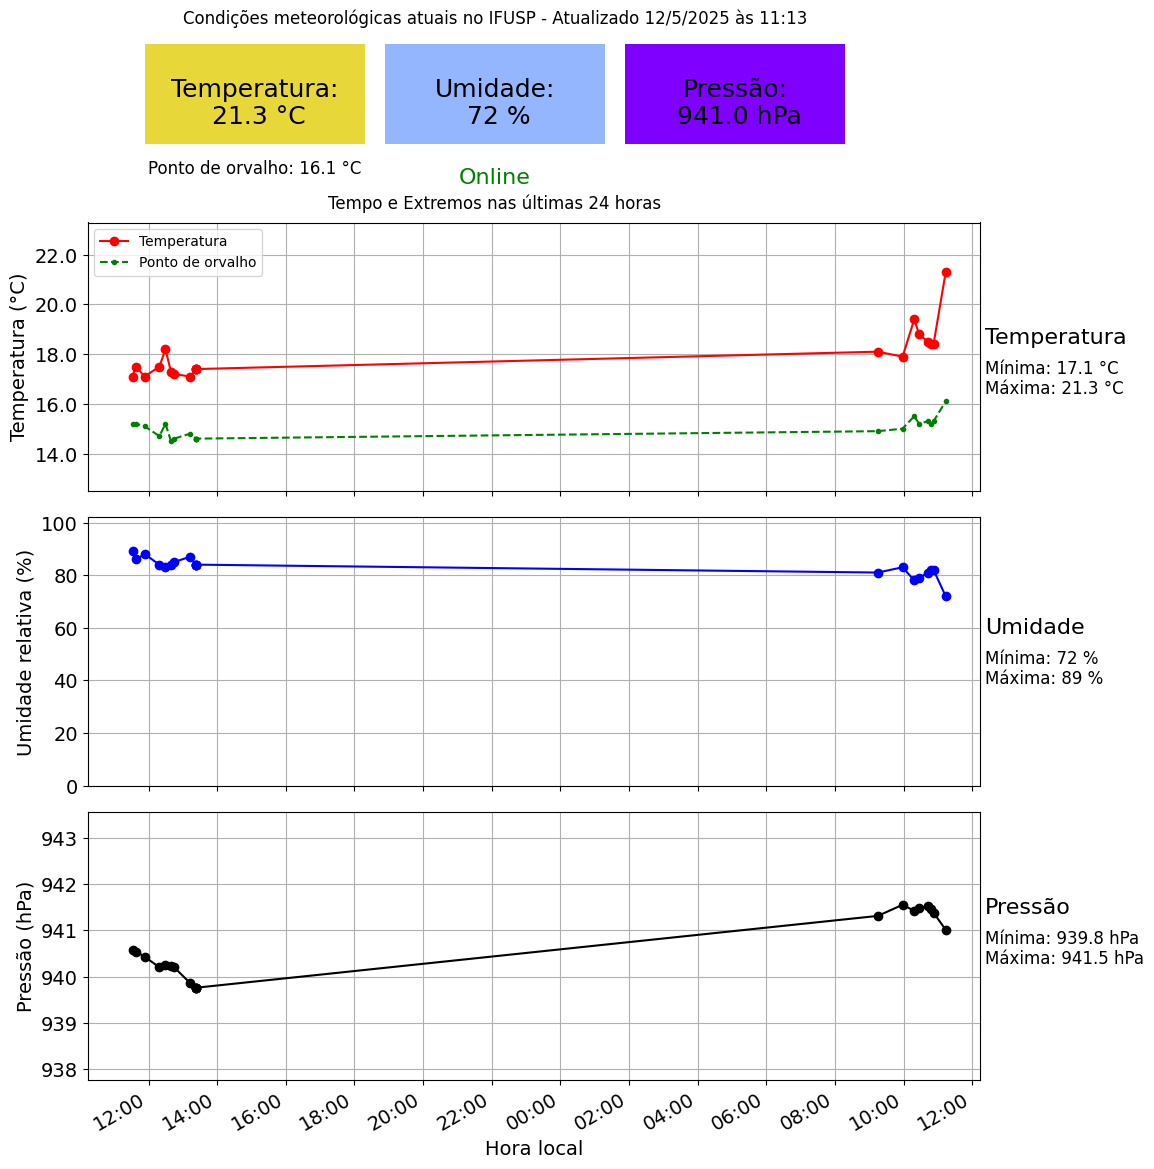 Condições meteorológicas atuais no IFUSP - Atualizado 12/5/2025 às 11:13
Temperatura:
21.3 °C
Umidade:
72 %
Pressão:
941.0 hPa
Ponto de orvalho: 16.1 °C
Online
Tempo e Extremos nas últimas 24 horas
Temperatura
Ponto de orvalho
Temperatura (°C)
22.0
20.0
18.0
16.0
14.0
Temperatura
Mínima: 17.1 °C
Máxima: 21.3 °C
Umidade relativa (%)
100
80
60
40
20
0
Umidade
Mínima: 72 %
Máxima: 89 %
Pressão (hPa)
943
942
941
940
939
938
Pressão
Mínima: 939.8 hPa
Máxima: 941.5 hPa
12:00
14:00
16:00
18:00
20:00
22:00
00:00
02:00
04:00
06:00
08:00
10:00
12:00
Hora local